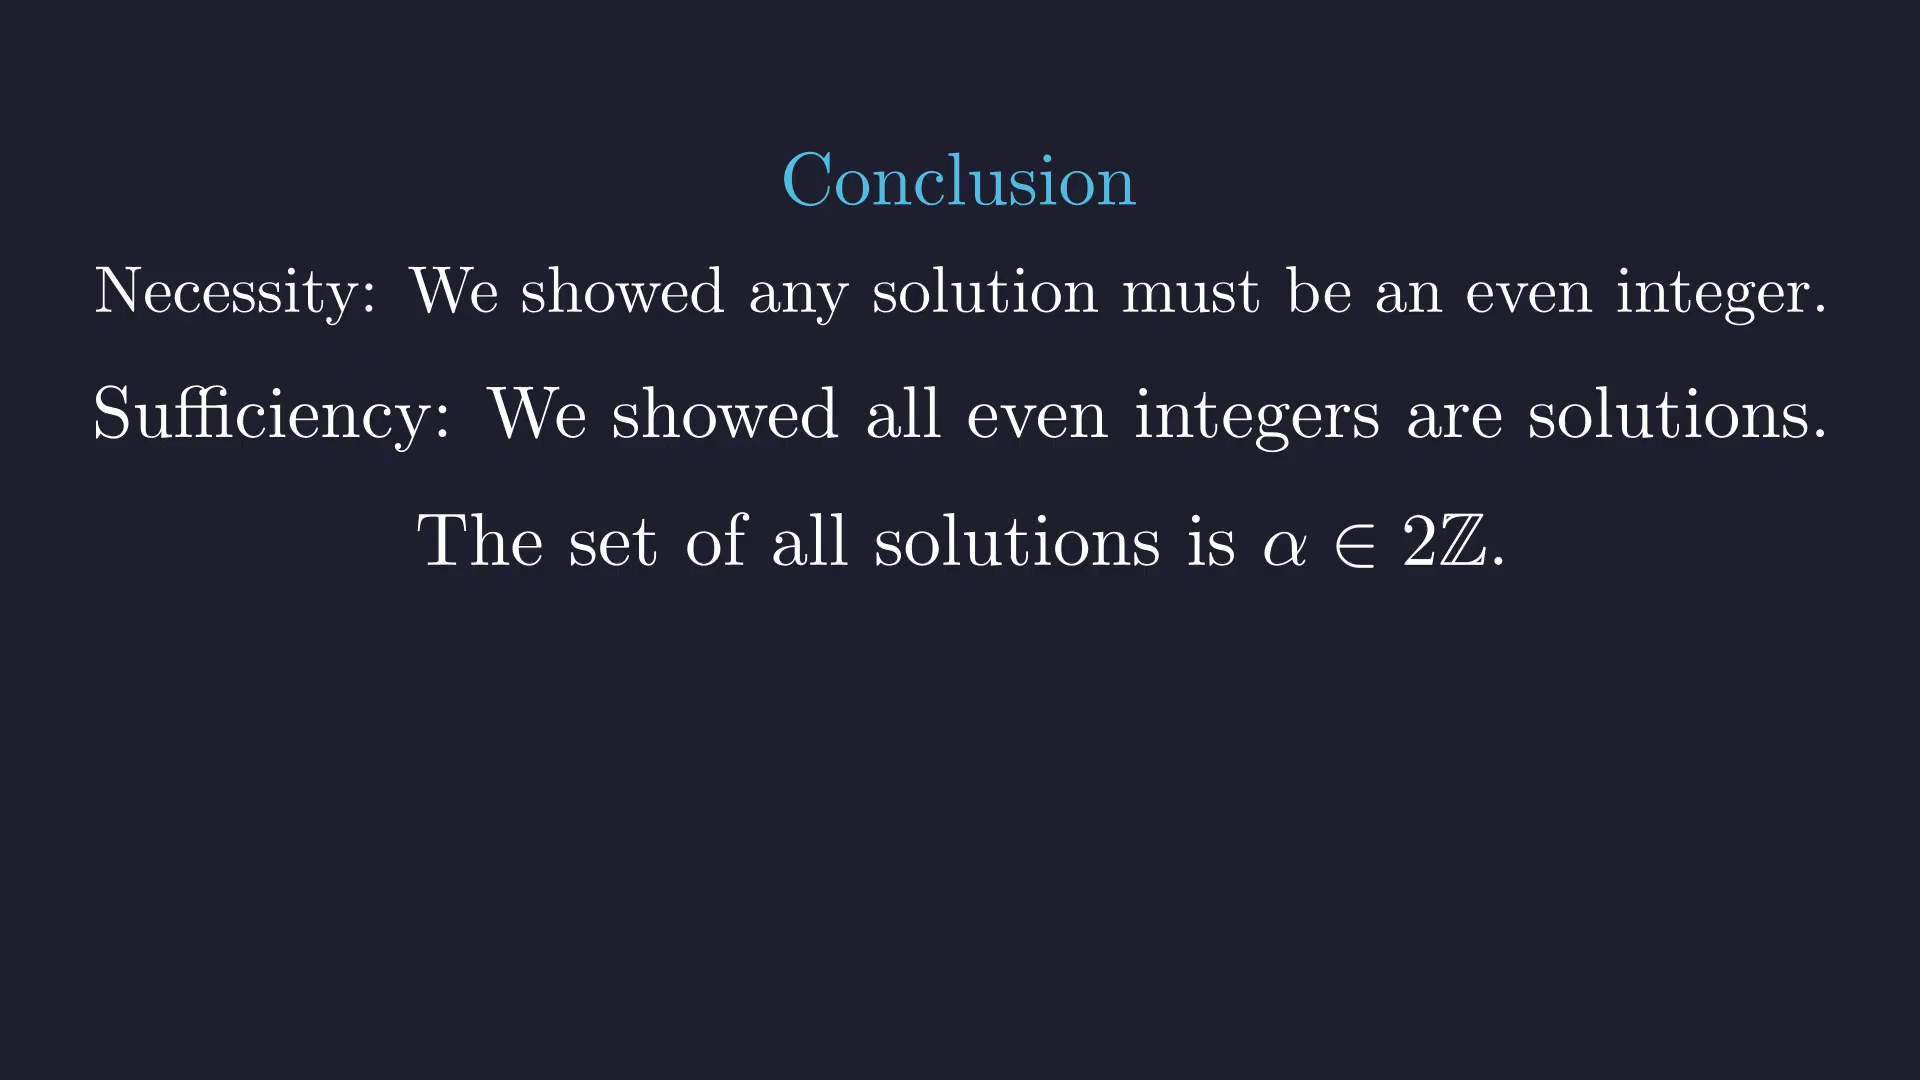 Conclusion
Necessity: We showed any solution must be an even integer.
Sufficiency: We showed all even integers are solutions.
The set of all solutions is α ∈ 2ℤ.